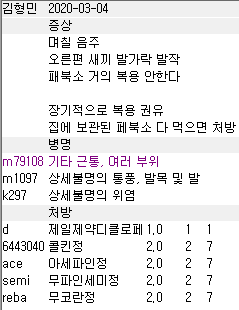 김형민 2020-03-04
증상
며칠 음주
오른편 새끼 발가락 발작
패북소 거의 복용 안한다
장기적으로 복용 권유
집에 보관된 페북소 다 먹으면 처방
병명
m79108 기타 근통, 여러 부위
m1097 상세불명의 통풍, 발목 및 발
k297 상세불명의 위염
처방
d 제일제약디클로페 1,0 1 1
6443040 콜킨정 2,0 2 7
ace 아세파인정 2,0 2 7
semi 무파인세미정 2,0 2 7
reba 무코란정 2,0 2 7